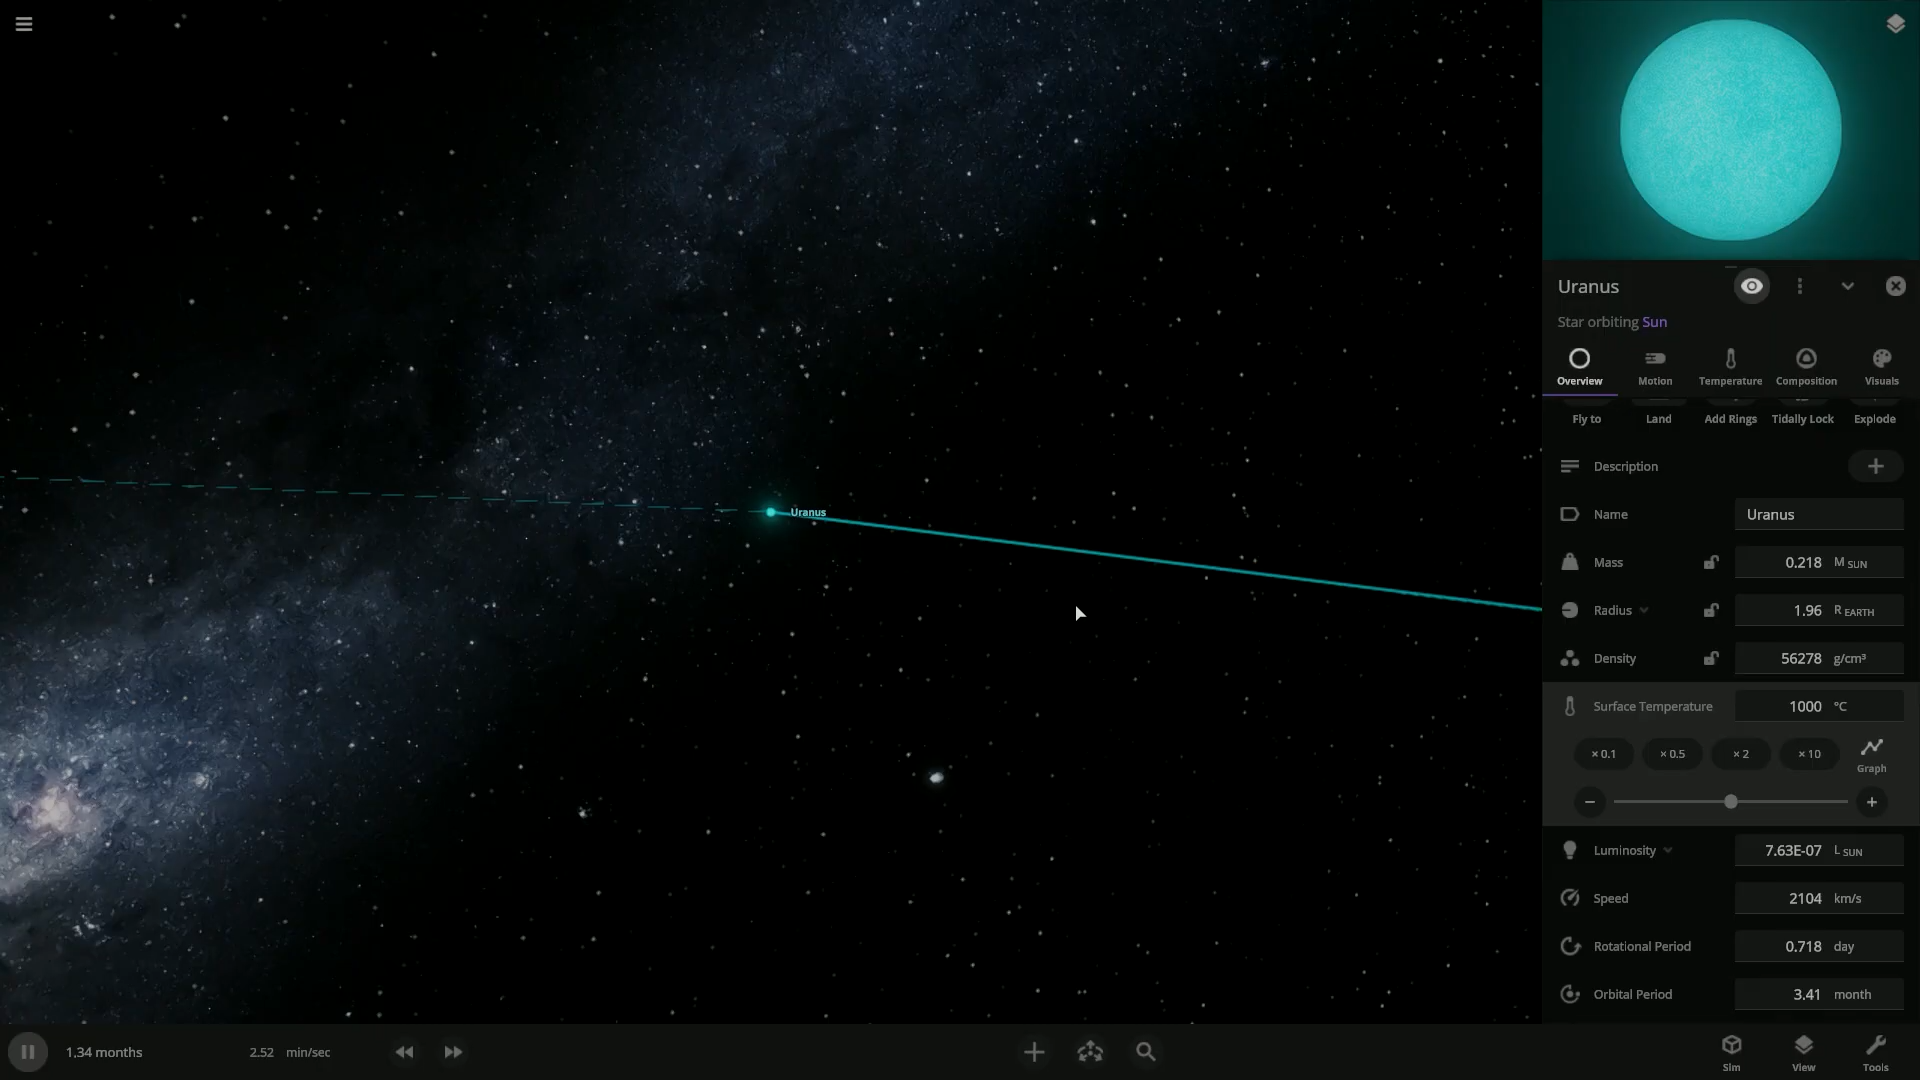 Uranus
Star orbiting Sun
Overview Motion Temperature Composition Visuals
Fly to Land Add Rings Tidally Lock Explode
Description
Uranus
Name Uranus
Mass 0.218 M SUN
Radius 1.96 R EARTH
Density 56278 g/cm³
Surface Temperature 1000 °C
× 0.1 × 0.5 × 2 × 10 Graph
Luminosity 7.63E-07 L SUN
Speed 2104 km/s
Rotational Period 0.718 day
Orbital Period 3.41 month
1.34 months 2.52 min/sec
Sim View Tools